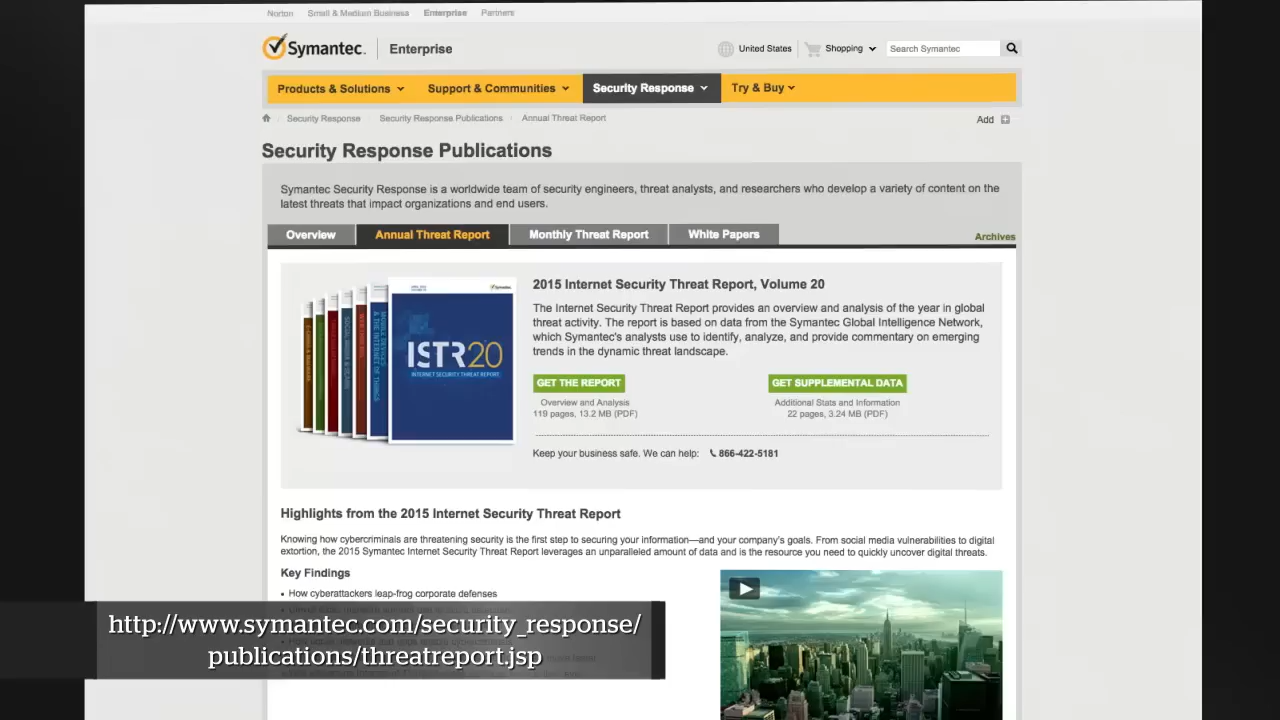 Norton Small & Medium Business Enterprise Partners
Symantec. Enterprise
United States Shopping Search Symantec
Products & Solutions Support & Communities Security Response Try & Buy
Security Response Security Response Publications Annual Threat Report
Add
Security Response Publications
Symantec Security Response is a worldwide team of security engineers, threat analysts, and researchers who develop a variety of content on the
latest threats that impact organizations and end users.
Overview Annual Threat Report Monthly Threat Report White Papers
Archives
Symantec.
MOBILE DEVICES
& THE INTERNET OF THINGS
ISTR20
INTERNET SECURITY THREAT REPORT
2015 Internet Security Threat Report, Volume 20
The Internet Security Threat Report provides an overview and analysis of the year in global
threat activity. The report is based on data from the Symantec Global Intelligence Network,
which Symantec's analysts use to identify, analyze, and provide commentary on emerging
trends in the dynamic threat landscape.
GET THE REPORT
Overview and Analysis
119 pages, 13.2 MB (PDF)
GET SUPPLEMENTAL DATA
Additional Stats and Information
22 pages, 3.24 MB (PDF)
Keep your business safe. We can help: 866-422-5181
Highlights from the 2015 Internet Security Threat Report
Knowing how cybercriminals are threatening security is the first step to securing your information—and your company's goals. From social media vulnerabilities to digital
extortion, the 2015 Symantec Internet Security Threat Report leverages an unparalleled amount of data and is the resource you need to quickly uncover digital threats.
Key Findings
• How cyberattackers leap-frog corporate defenses
http://www.symantec.com/security_response/
publications/threatreport.jsp